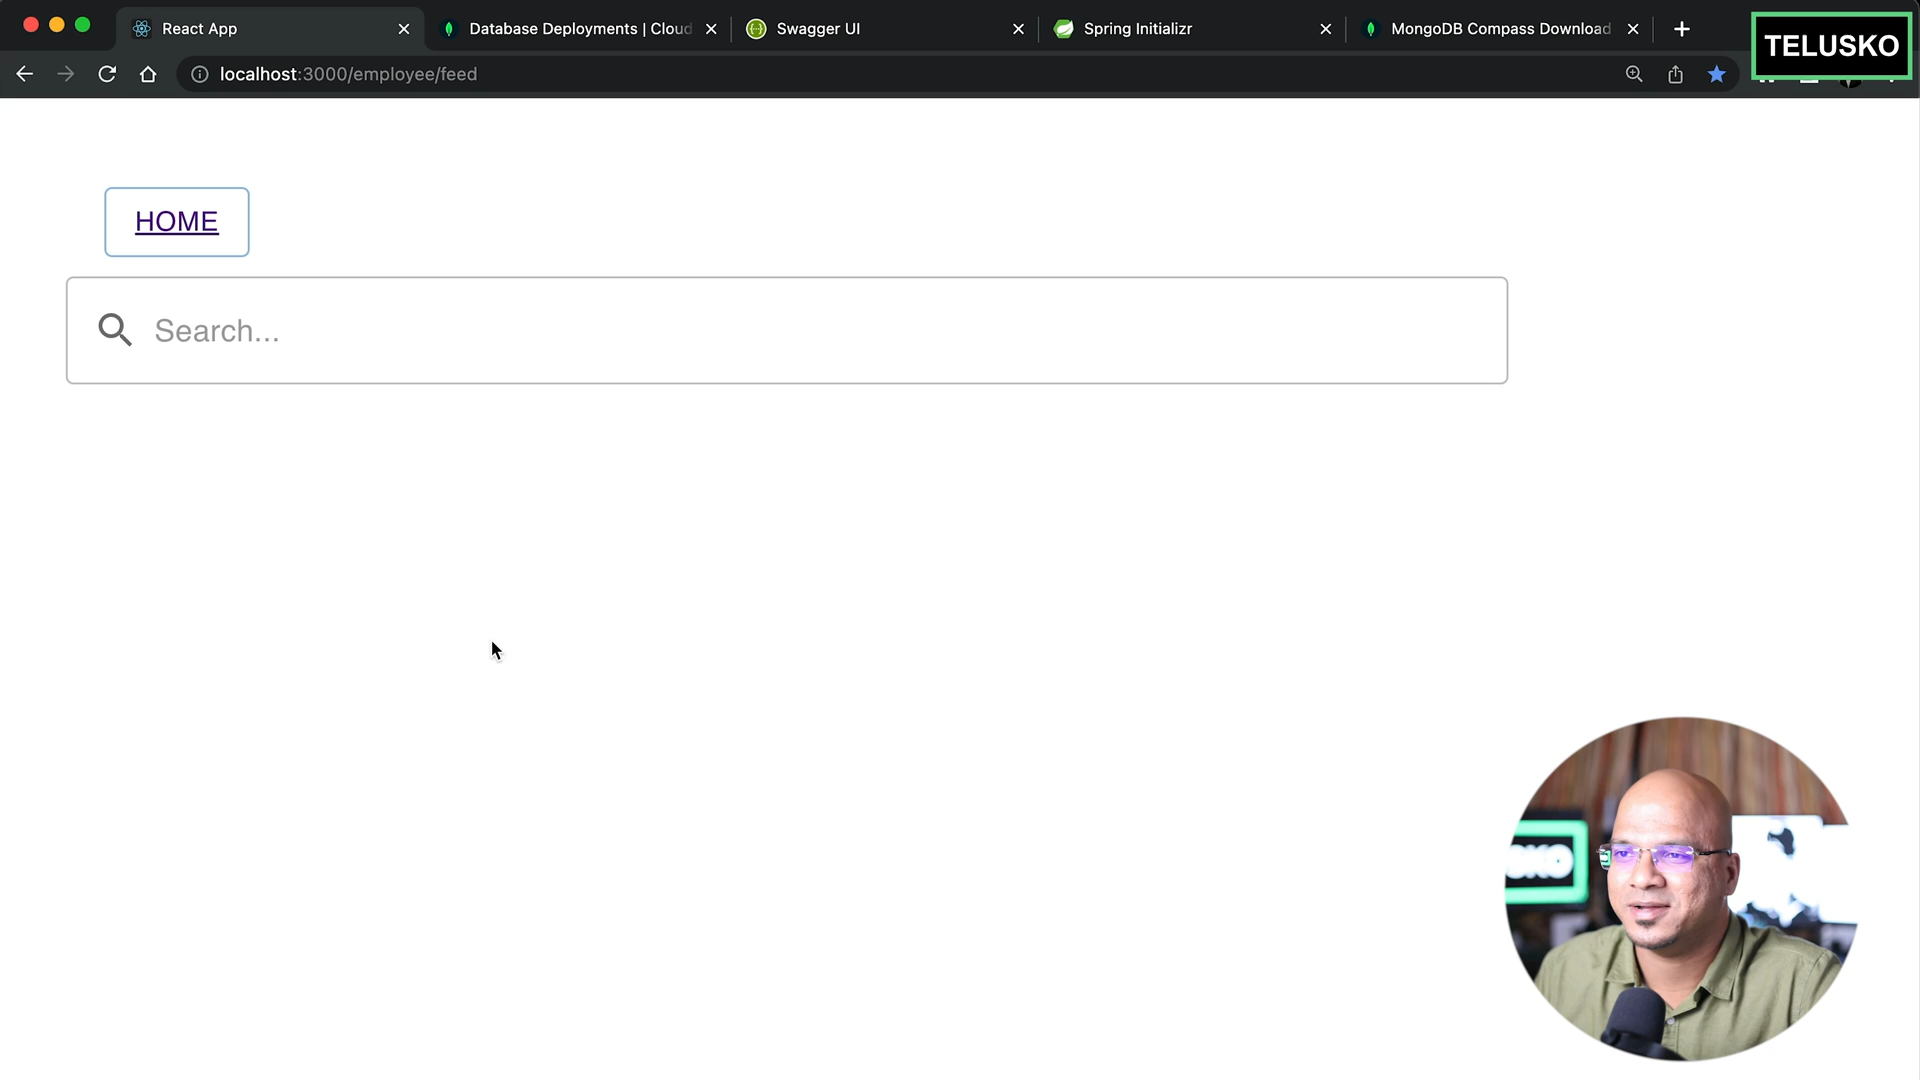 React App
Database Deployments | Cloud
Swagger UI
Spring Initializr
MongoDB Compass Download
TELUSKO
localhost:3000/employee/feed
HOME
Search...